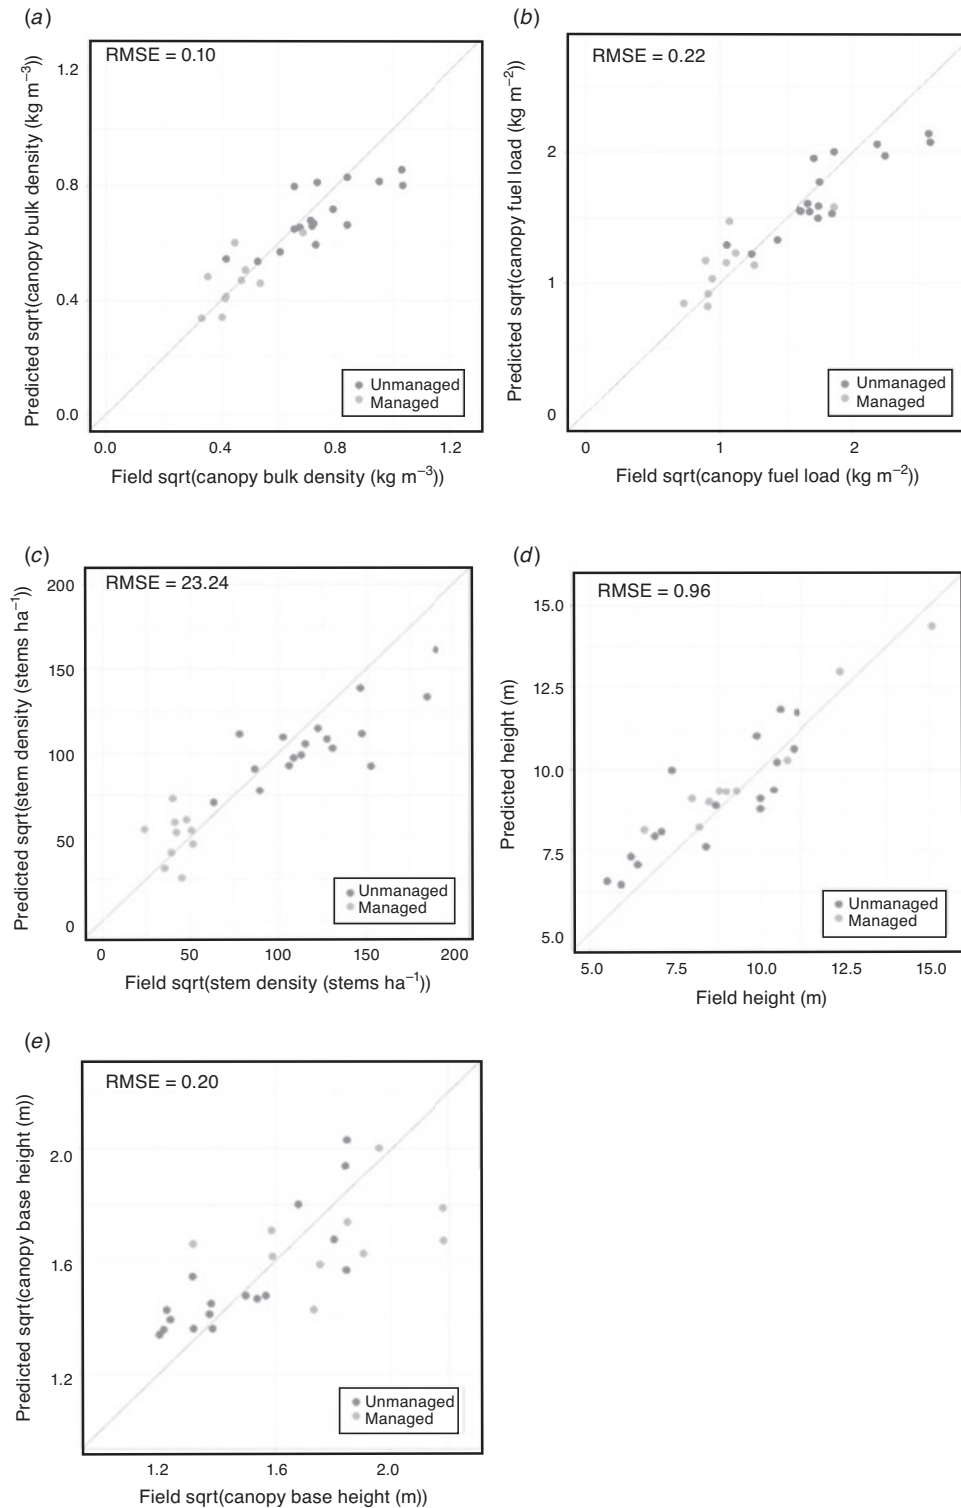 (a)
RMSE = 0.10
Predicted sqrt(canopy bulk density (kg m⁻³))
1.2
0.8
0.4
0.0
Unmanaged
Managed
0.0 0.4 0.8 1.2
Field sqrt(canopy bulk density (kg m⁻³))
(b)
RMSE = 0.22
Predicted sqrt(canopy fuel load (kg m⁻²))
2
1
0
Unmanaged
Managed
0 1 2
Field sqrt(canopy fuel load (kg m⁻²))
(c)
RMSE = 23.24
Predicted sqrt(stem density (stems ha⁻¹))
200
150
100
50
0
Unmanaged
Managed
0 50 100 150 200
Field sqrt(stem density (stems ha⁻¹))
(d)
RMSE = 0.96
Predicted height (m)
15.0
12.5
10.0
7.5
5.0
Unmanaged
Managed
5.0 7.5 10.0 12.5 15.0
Field height (m)
(e)
RMSE = 0.20
Predicted sqrt(canopy base height (m))
2.0
1.6
1.2
Unmanaged
Managed
1.2 1.6 2.0
Field sqrt(canopy base height (m))